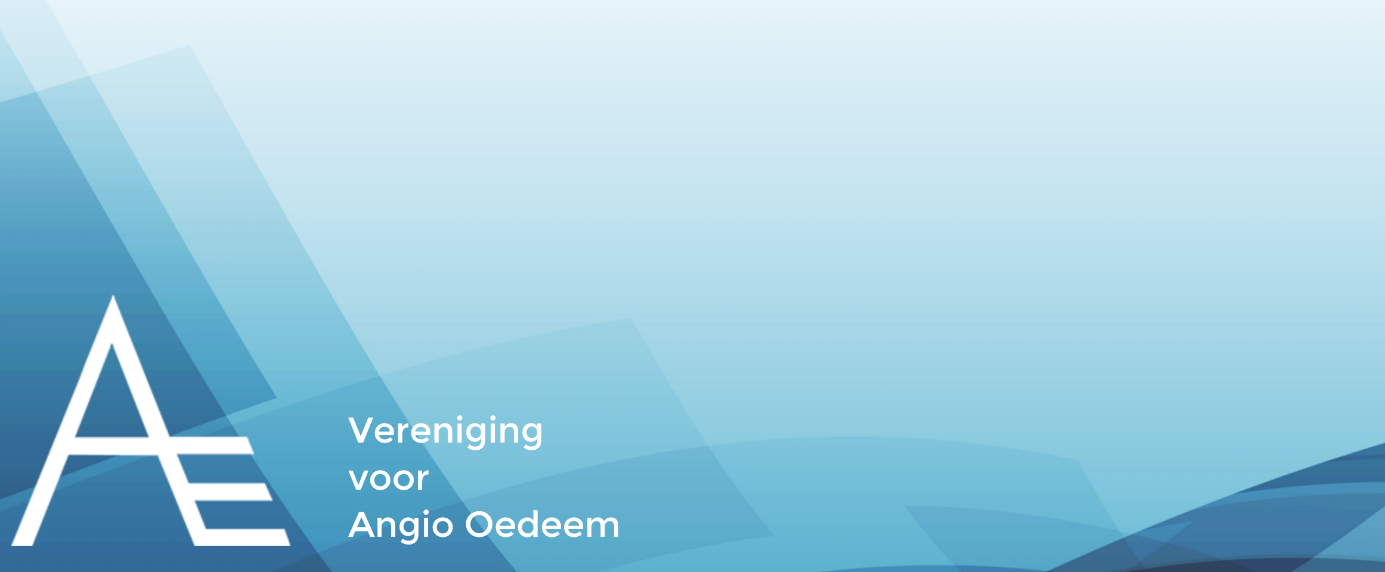 Æ
Vereniging
voor
Angio Oedeem